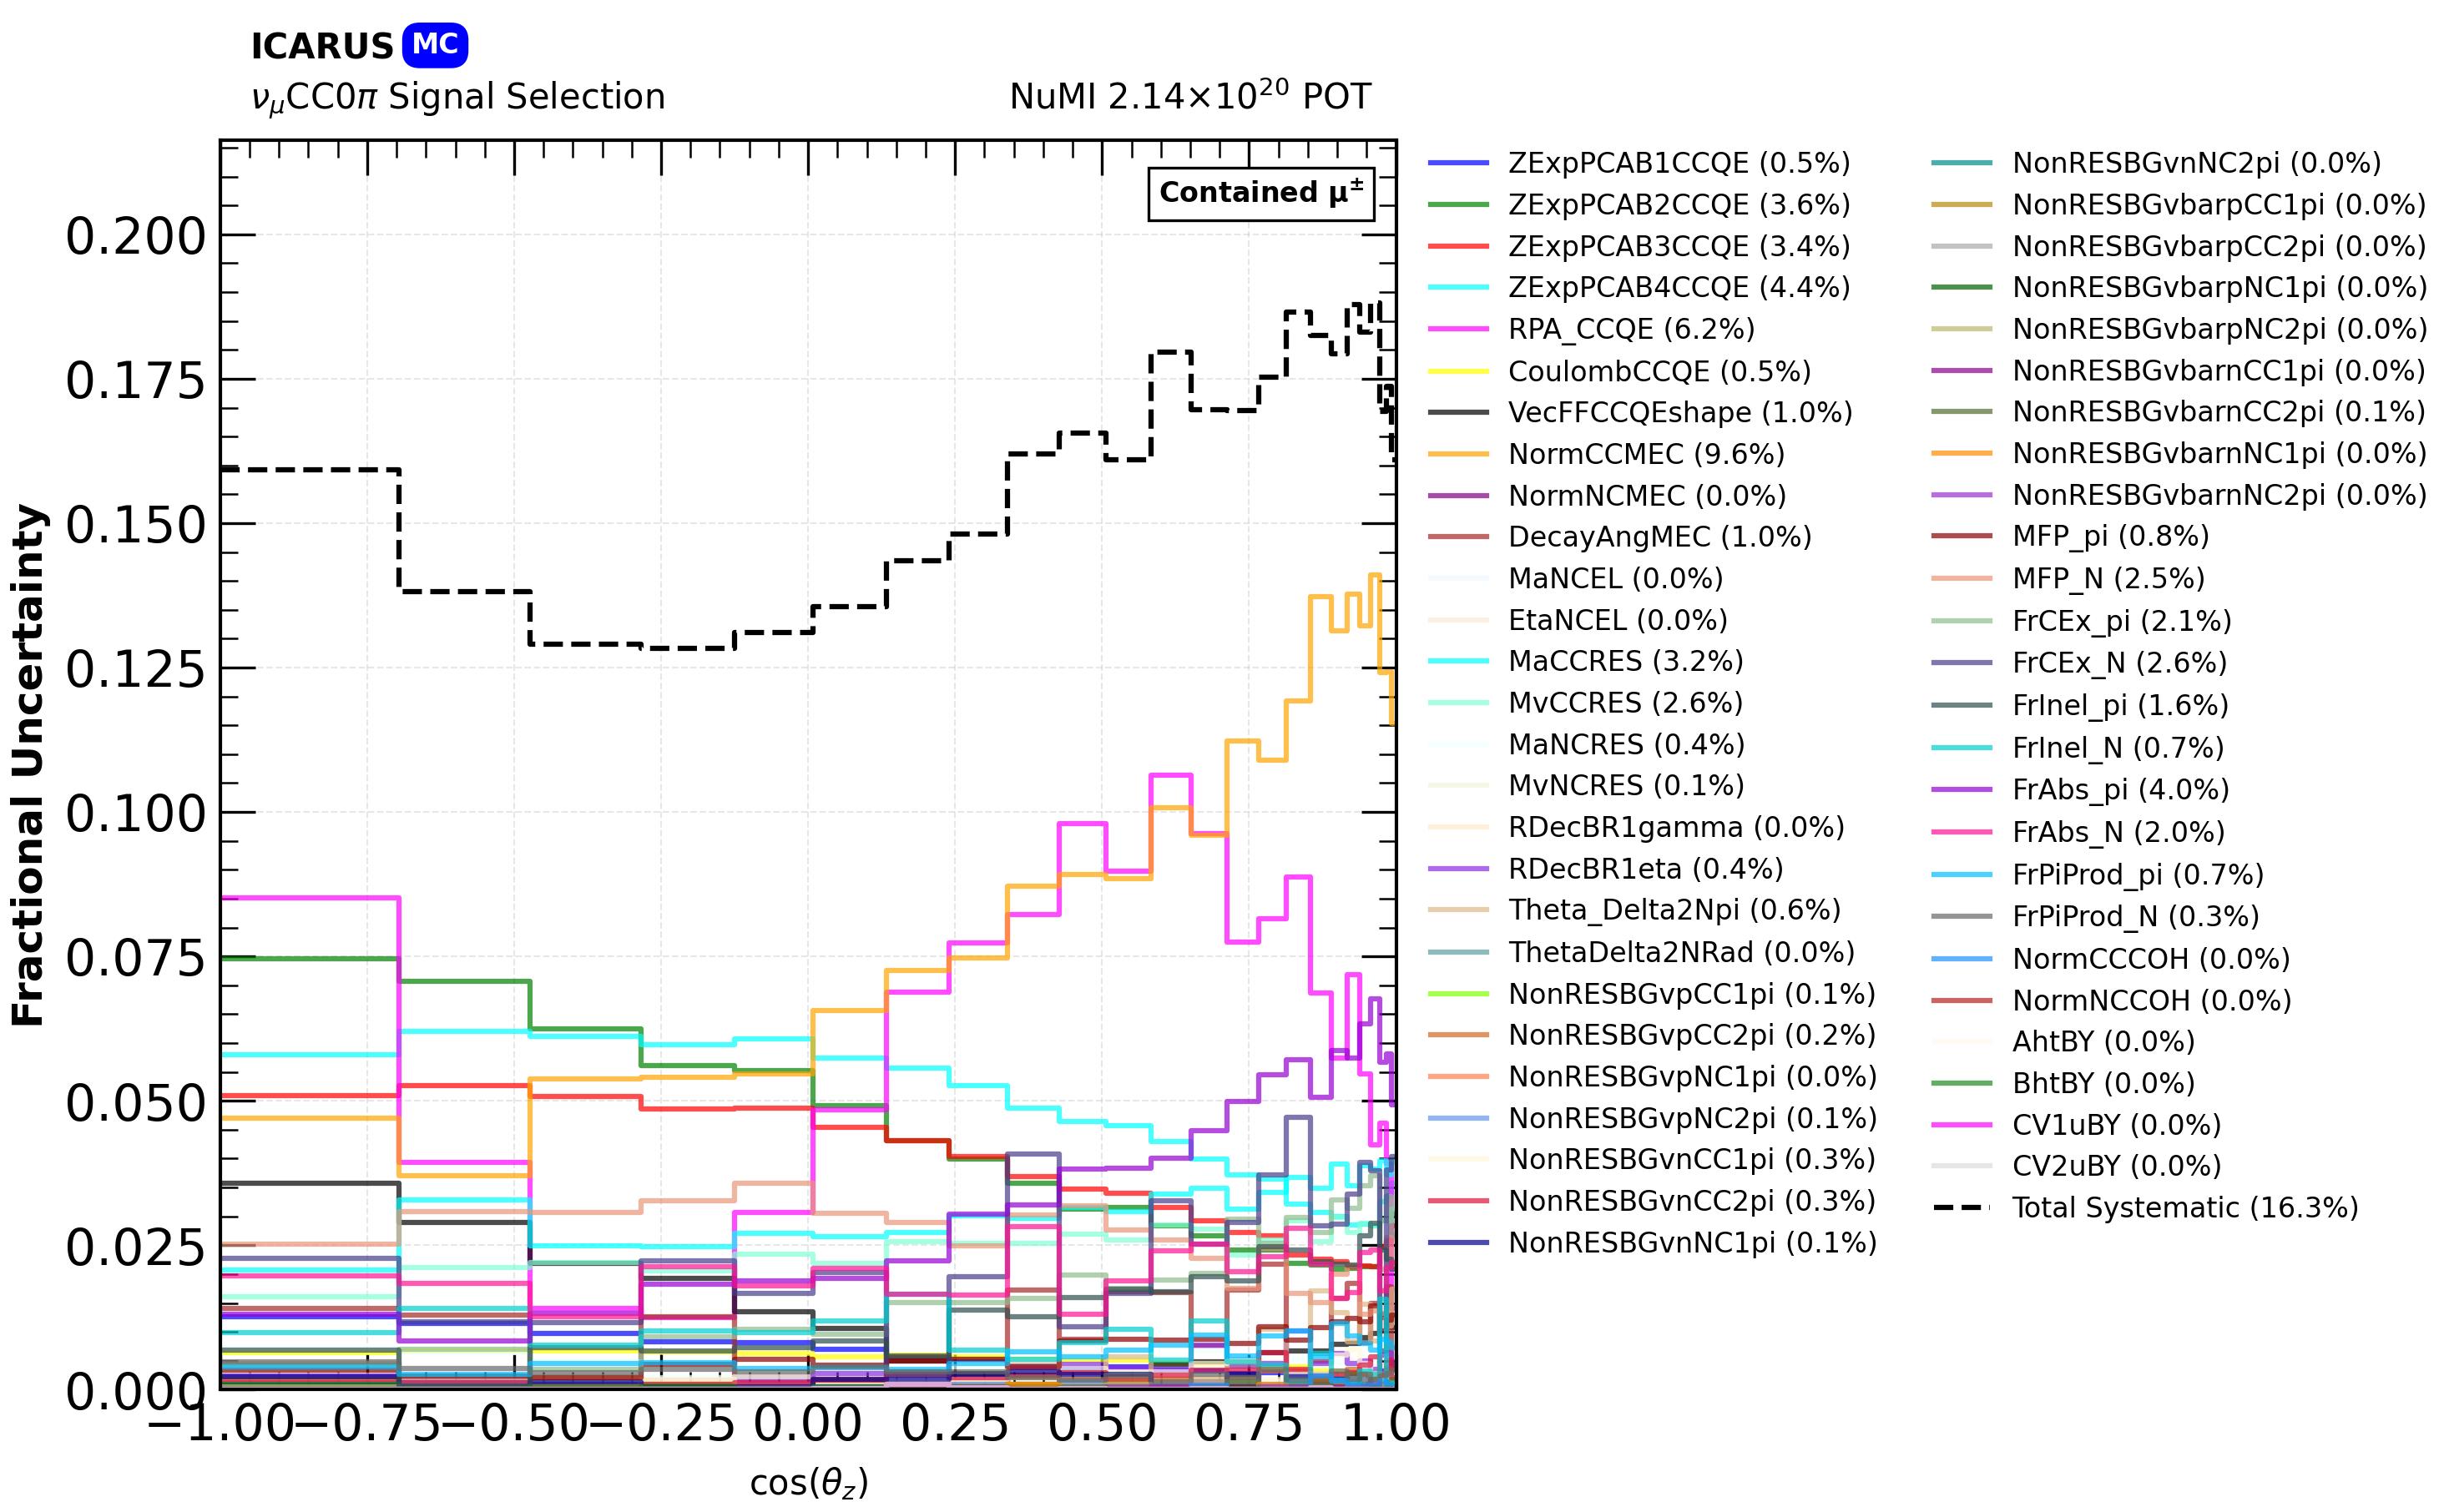 ICARUS MC
νμCC0π Signal Selection
NuMI 2.14×10²⁰ POT
Contained μ±
Fractional Uncertainty
0.200
0.175
0.150
0.125
0.100
0.075
0.050
0.025
0.000
−1.00 −0.75 −0.50 −0.25 0.00 0.25 0.50 0.75 1.00
cos(θz)
ZExpPCAB1CCQE (0.5%)
ZExpPCAB2CCQE (3.6%)
ZExpPCAB3CCQE (3.4%)
ZExpPCAB4CCQE (4.4%)
RPA_CCQE (6.2%)
CoulombCCQE (0.5%)
VecFFCCQEshape (1.0%)
NormCCMEC (9.6%)
NormNCMEC (0.0%)
DecayAngMEC (1.0%)
MaNCEL (0.0%)
EtaNCEL (0.0%)
MaCCRES (3.2%)
MvCCRES (2.6%)
MaNCRES (0.4%)
MvNCRES (0.1%)
RDecBR1gamma (0.0%)
RDecBR1eta (0.4%)
Theta_Delta2Npi (0.6%)
ThetaDelta2NRad (0.0%)
NonRESBGvpCC1pi (0.1%)
NonRESBGvpCC2pi (0.2%)
NonRESBGvpNC1pi (0.0%)
NonRESBGvpNC2pi (0.1%)
NonRESBGvnCC1pi (0.3%)
NonRESBGvnCC2pi (0.3%)
NonRESBGvnNC1pi (0.1%)
NonRESBGvnNC2pi (0.0%)
NonRESBGvbarpCC1pi (0.0%)
NonRESBGvbarpCC2pi (0.0%)
NonRESBGvbarpNC1pi (0.0%)
NonRESBGvbarpNC2pi (0.0%)
NonRESBGvbarnCC1pi (0.0%)
NonRESBGvbarnCC2pi (0.1%)
NonRESBGvbarnNC1pi (0.0%)
NonRESBGvbarnNC2pi (0.0%)
MFP_pi (0.8%)
MFP_N (2.5%)
FrCEx_pi (2.1%)
FrCEx_N (2.6%)
FrInel_pi (1.6%)
FrInel_N (0.7%)
FrAbs_pi (4.0%)
FrAbs_N (2.0%)
FrPiProd_pi (0.7%)
FrPiProd_N (0.3%)
NormCCCOH (0.0%)
NormNCCOH (0.0%)
AhtBY (0.0%)
BhtBY (0.0%)
CV1uBY (0.0%)
CV2uBY (0.0%)
Total Systematic (16.3%)